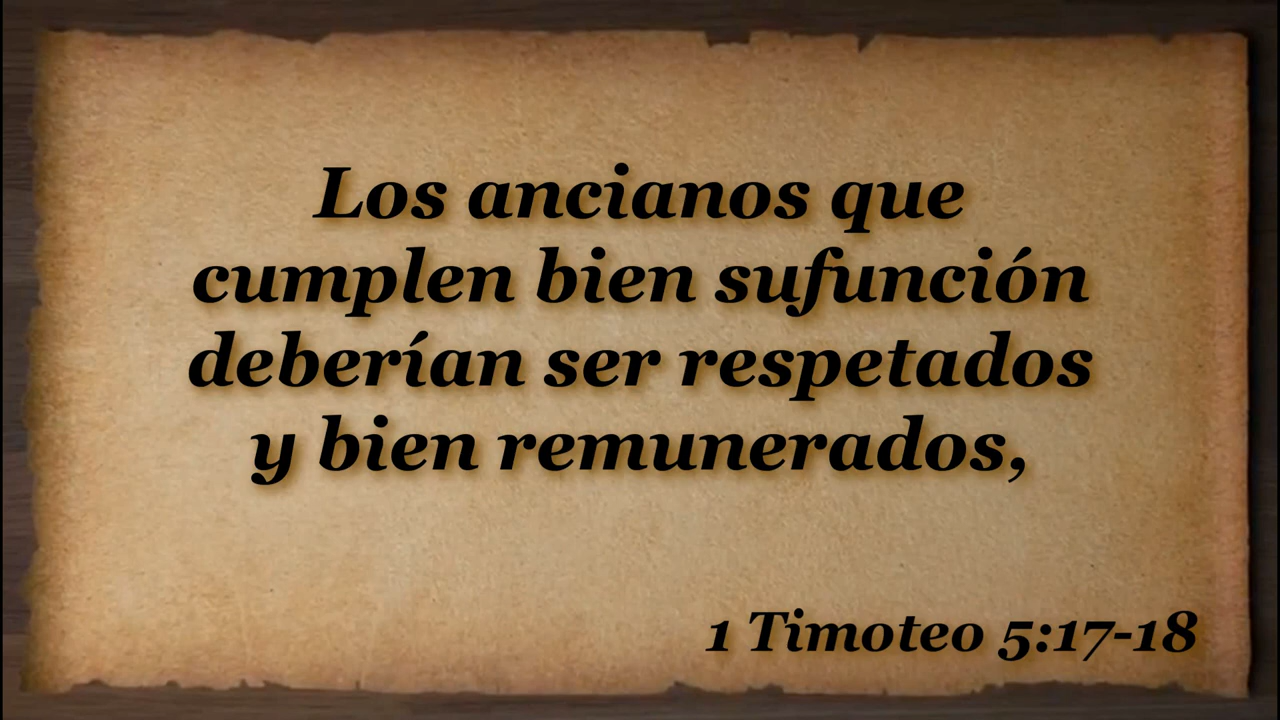 Los ancianos que
cumplen bien sufunción
deberían ser respetados
y bien remunerados,
1 Timoteo 5:17-18